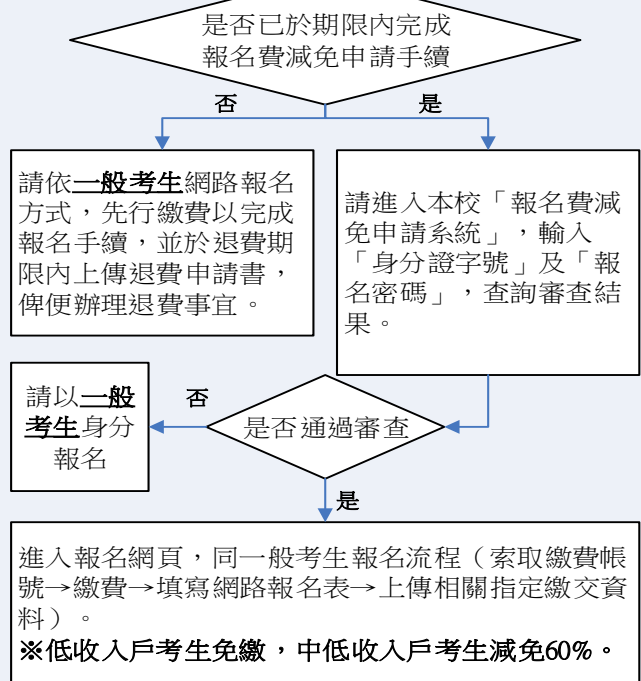 是否已於期限內完成
報名費減免申請手續
否
是
請依一般考生網路報名
方式，先行繳費以完成
報名手續，並於退費期
限內上傳退費申請書，
俾便辦理退費事宜。
請進入本校「報名費減
免申請系統」，輸入
「身分證字號」及「報
名密碼」，查詢審查結
果。
請以一般
考生身分
報名
否
是否通過審查
是
進入報名網頁，同一般考生報名流程（索取繳費帳
號→繳費→填寫網路報名表→上傳相關指定繳交資
料）。
※低收入戶考生免繳，中低收入戶考生減免60%。